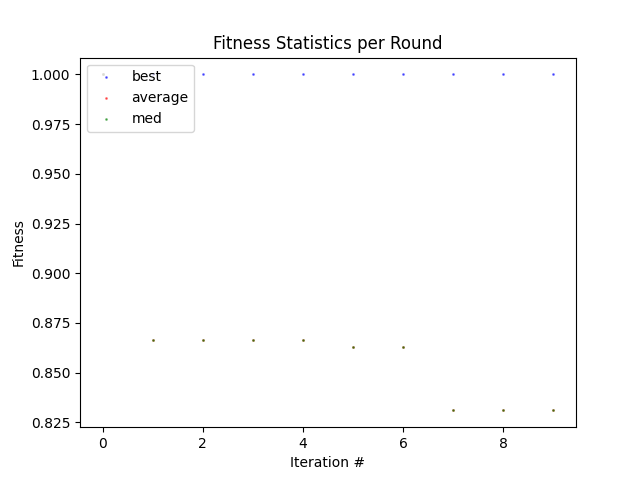 Fitness Statistics per Round
best
average
med
1.000
0.975
0.950
0.925
0.900
0.875
0.850
0.825
Fitness
0 2 4 6 8
Iteration #